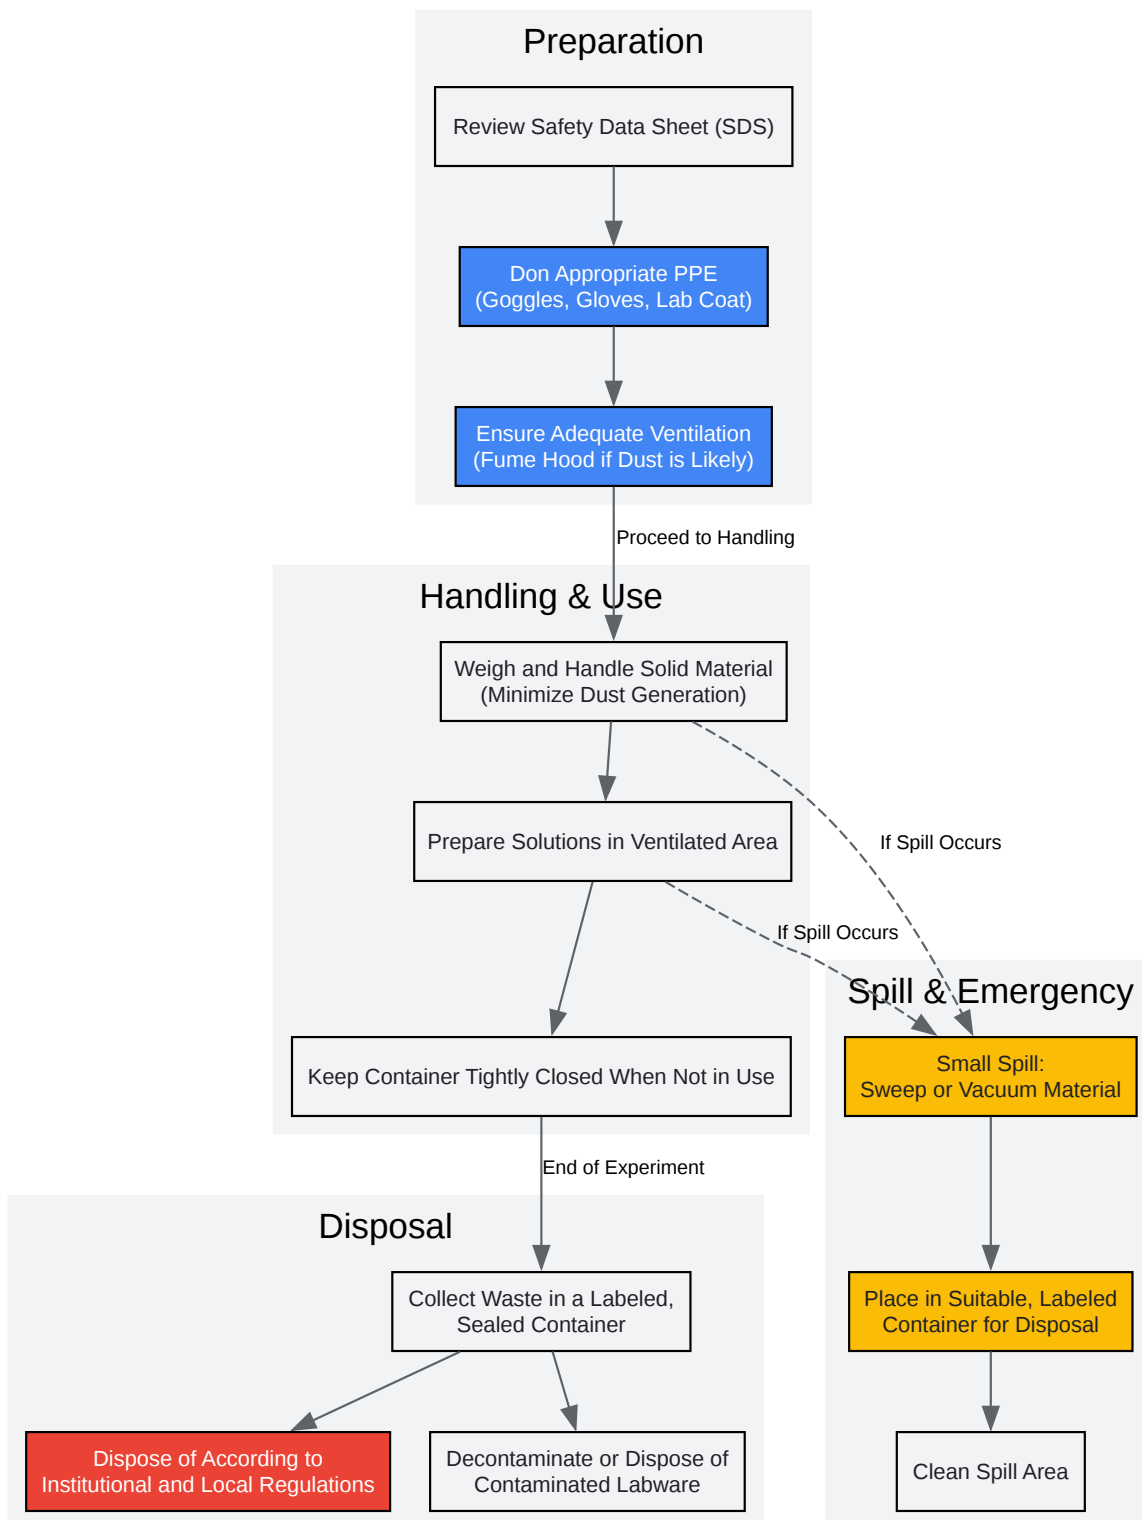 Preparation
Review Safety Data Sheet (SDS)
Don Appropriate PPE
(Goggles, Gloves, Lab Coat)
Ensure Adequate Ventilation
(Fume Hood if Dust is Likely)
Proceed to Handling
Handling & Use
Weigh and Handle Solid Material
(Minimize Dust Generation)
Prepare Solutions in Ventilated Area
If Spill Occurs
If Spill Occurs
Spill & Emergency
Keep Container Tightly Closed When Not in Use
Small Spill:
Sweep or Vacuum Material
End of Experiment
Disposal
Collect Waste in a Labeled,
Sealed Container
Place in Suitable, Labeled
Container for Disposal
Dispose of According to
Institutional and Local Regulations
Decontaminate or Dispose of
Contaminated Labware
Clean Spill Area